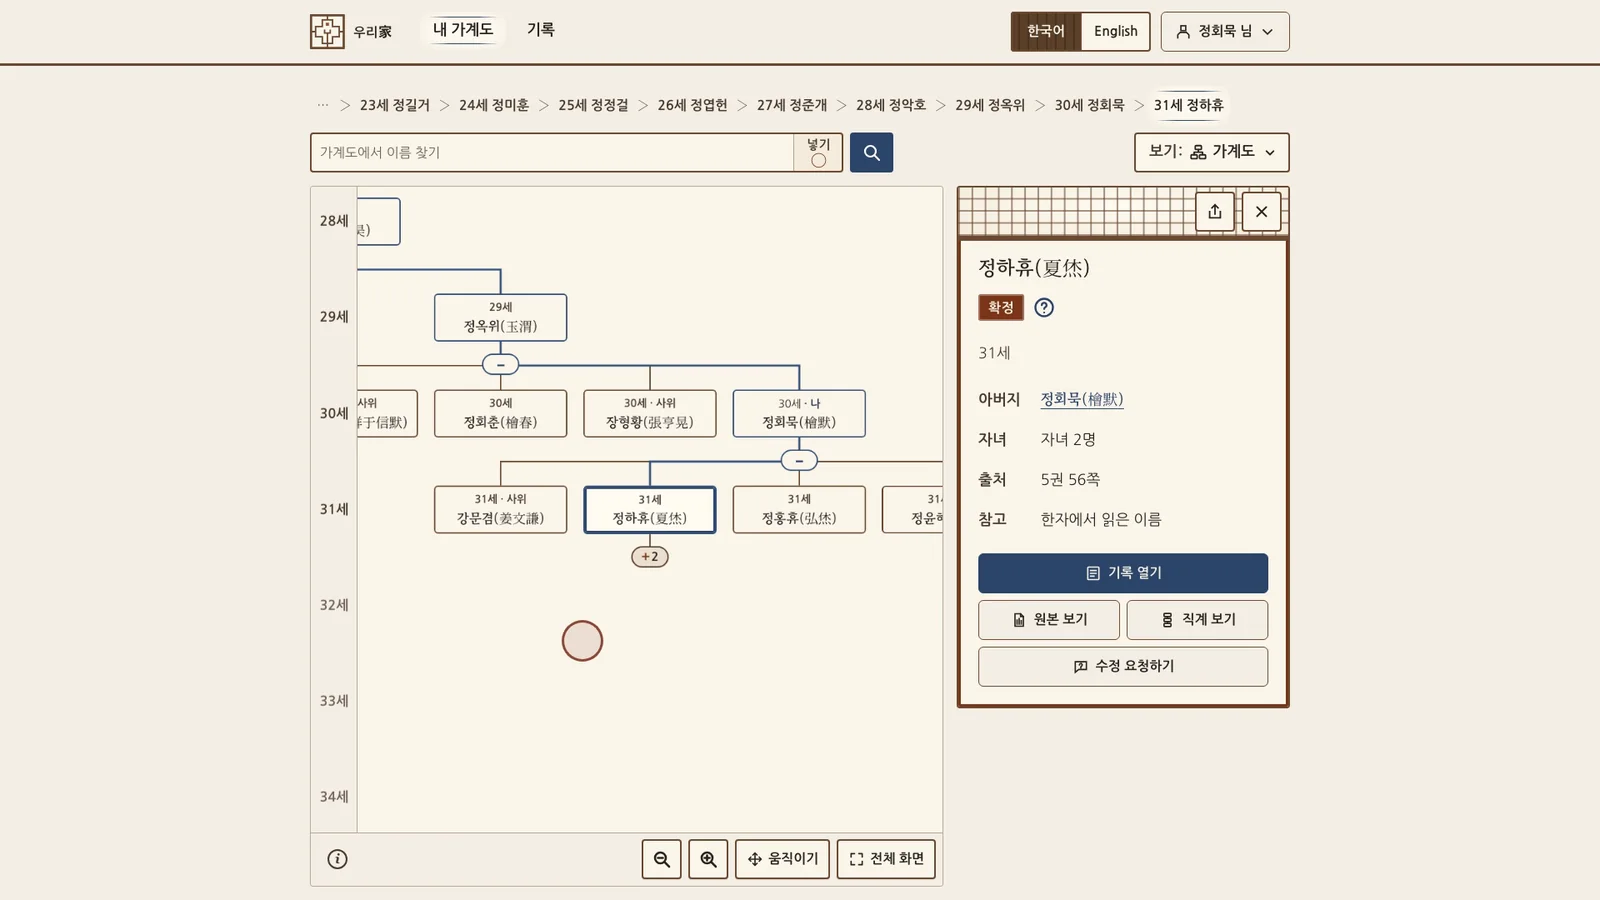 우리家
내 가계도
기록
한국어
English
정회묵 님
··· > 23세 정길거 > 24세 정미훈 > 25세 정정걸 > 26세 정엽헌 > 27세 정준개 > 28세 정악호 > 29세 정옥위 > 30세 정회묵 > 31세 정하휴
가계도에서 이름 찾기
넣기
보기: 가계도
28세
29세
29세
정옥위(玉渭)
30세
사위
于信默)
30세
정회춘(檜春)
30세 · 사위
장형황(張亨晃)
30세 · 나
정회묵(檜默)
31세
31세 · 사위
강문겸(姜文謙)
31세
정하휴(夏烋)
31세
정홍휴(弘烋)
31
정윤
+2
32세
33세
34세
움직이기
전체 화면
정하휴(夏烋)
확정
31세
아버지 정회묵(檜默)
자녀 자녀 2명
출처 5권 56쪽
참고 한자에서 읽은 이름
기록 열기
원본 보기
직계 보기
수정 요청하기